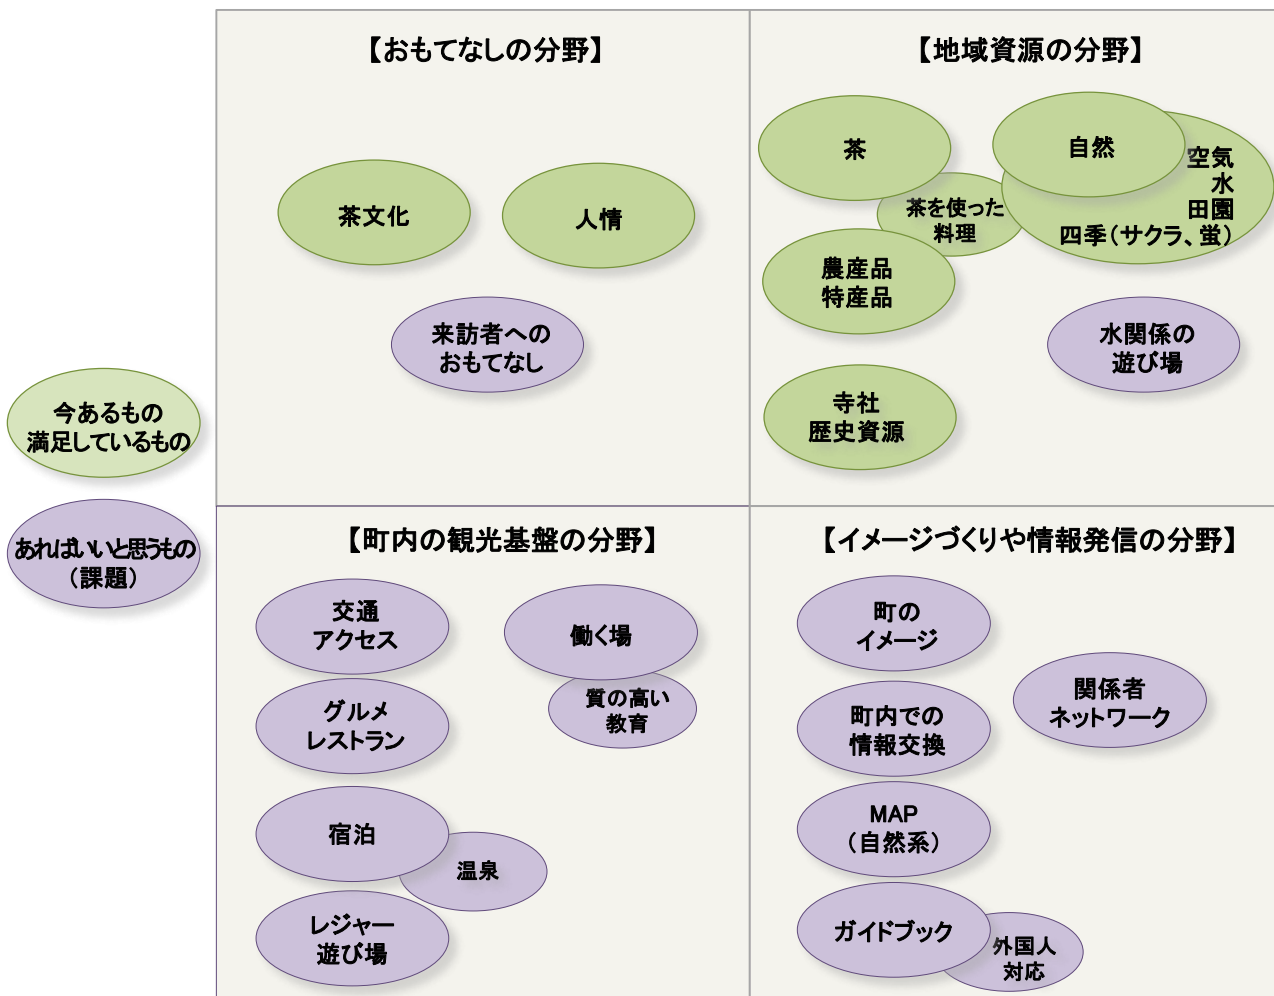 【おもてなしの分野】
茶文化
人情
来訪者への
おもてなし
【地域資源の分野】
茶
自然
空気
水
田園
四季（サクラ、蛍）
茶を使った
料理
農産品
特産品
水関係の
遊び場
寺社
歴史資源
今あるもの
満足しているもの
あればいいと思うもの
（課題）
【町内の観光基盤の分野】
交通
アクセス
働く場
質の高い
教育
グルメ
レストラン
宿泊
温泉
レジャー
遊び場
【イメージづくりや情報発信の分野】
町の
イメージ
関係者
ネットワーク
町内での
情報交換
MAP
（自然系）
ガイドブック
外国人
対応